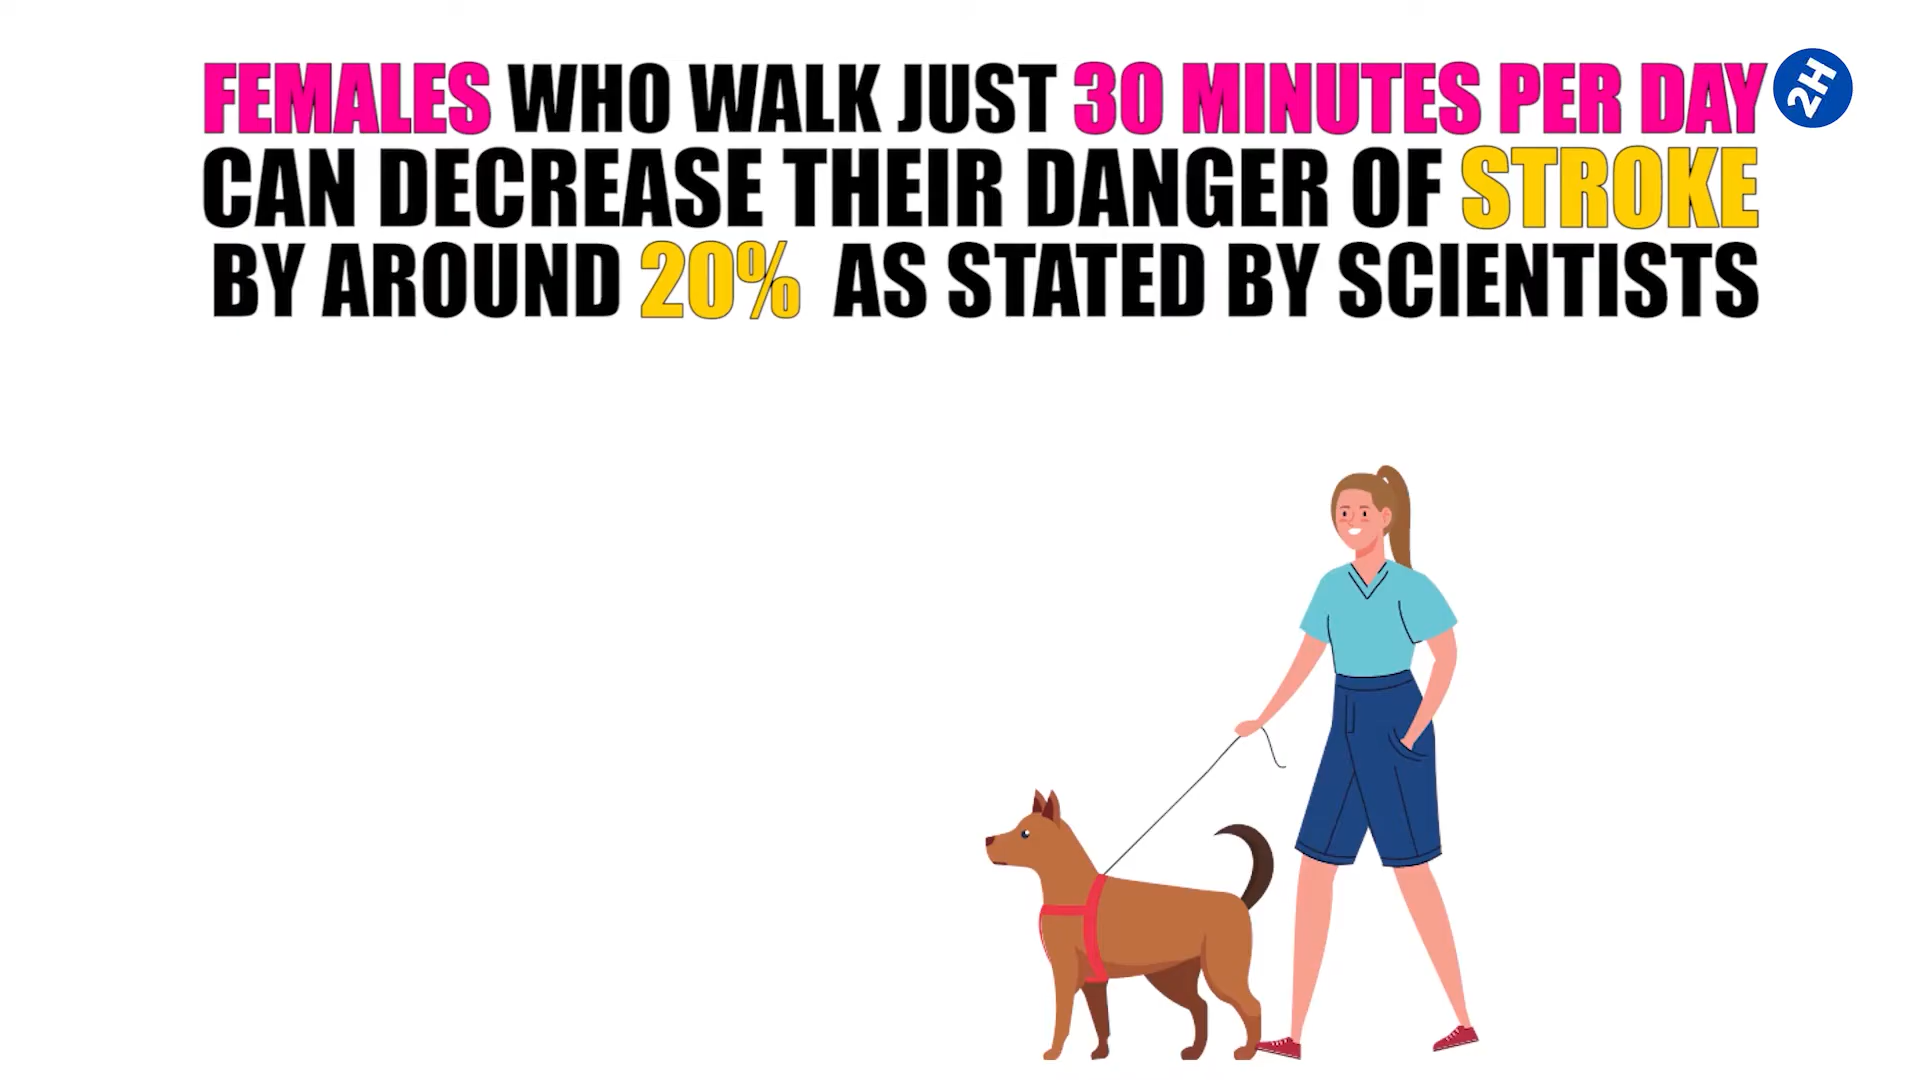 FEMALES WHO WALK JUST 30 MINUTES PER DAY
2H
CAN DECREASE THEIR DANGER OF STROKE
BY AROUND 20% AS STATED BY SCIENTISTS